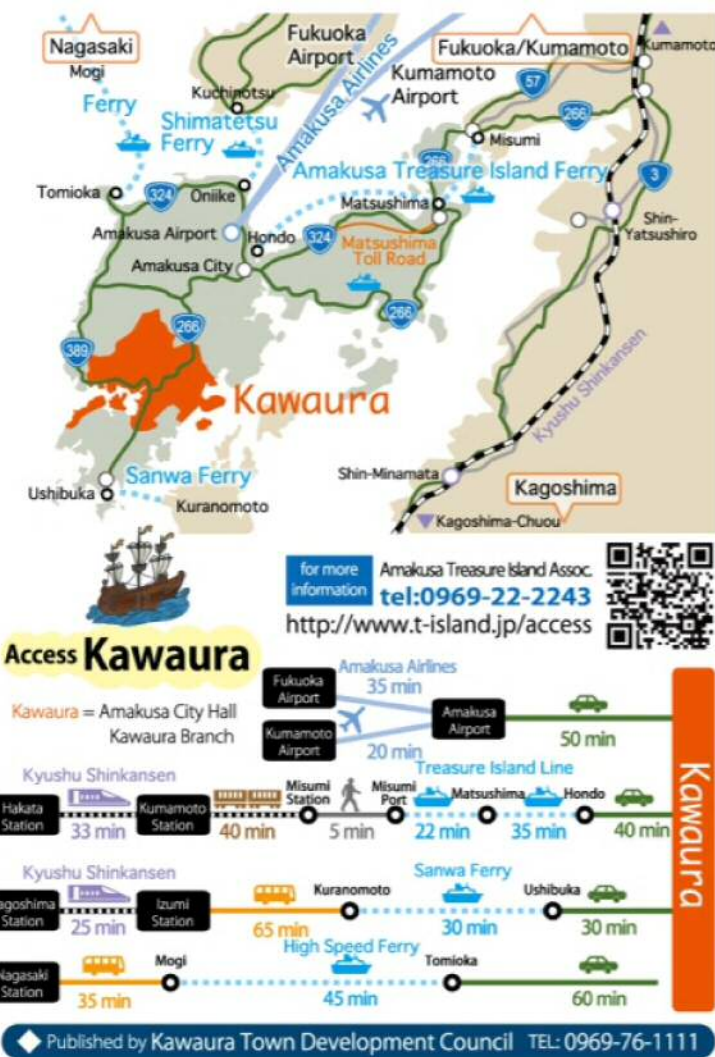 Nagasaki
Mogi
Fukuoka
Airport
Fukuoka/Kumamoto
Kumamoto
Kumamoto
Airport
57
Kuchinotsu
Ferry
Shimatetsu
Ferry
Amakusa Airlines
266
Misumi
266
3
Amakusa Treasure Island Ferry
Tomioka
324
Oniike
Matsushima
Shin-
Yatsushiro
Amakusa Airport
Hondo
324
Matsushima
Toll Road
Amakusa City
266
266
389
Kawaura
Kyushu Shinkansen
Shin-Minamata
Sanwa Ferry
Ushibuka
Kuranomoto
Kagoshima
Kagoshima-Chuou
for more
information
Amakusa Treasure Island Assoc.
tel:0969-22-2243
http://www.t-island.jp/access
Access Kawaura
Kawaura = Amakusa City Hall
Kawaura Branch
Fukuoka
Airport
Amakusa Airlines
35 min
Kumamoto
Airport
20 min
Amakusa
Airport
50 min
Kawaura
Kyushu Shinkansen
Hakata
Station
33 min
Kumamoto
Station
40 min
Misumi
Station
5 min
Misumi
Port
Treasure Island Line
22 min
Matsushima
35 min
Hondo
40 min
Kyushu Shinkansen
agoshima
Station
25 min
Izumi
Station
65 min
Kuranomoto
Sanwa Ferry
30 min
Ushibuka
30 min
Nagasaki
Station
35 min
Mogi
High Speed Ferry
45 min
Tomioka
60 min
Published by Kawaura Town Development Council TEL: 0969-76-1111